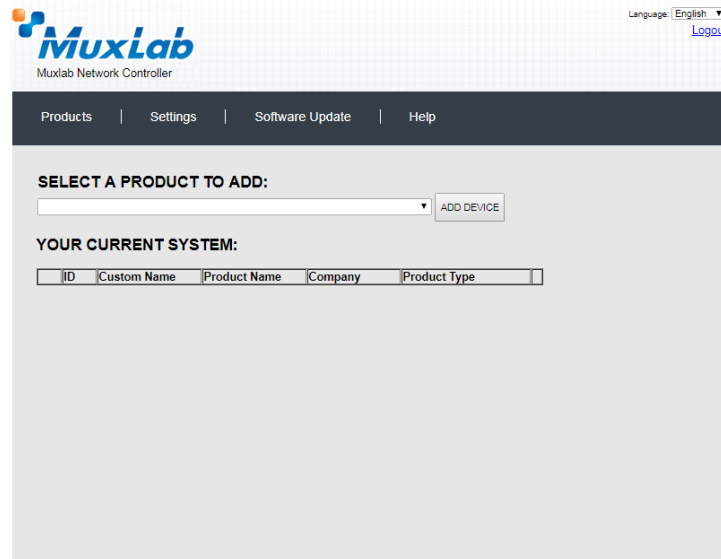 Language: English
Logou
MuxLab
Muxlab Network Controller
Products | Settings | Software Update | Help
SELECT A PRODUCT TO ADD:
ADD DEVICE
YOUR CURRENT SYSTEM:
ID Custom Name Product Name Company Product Type